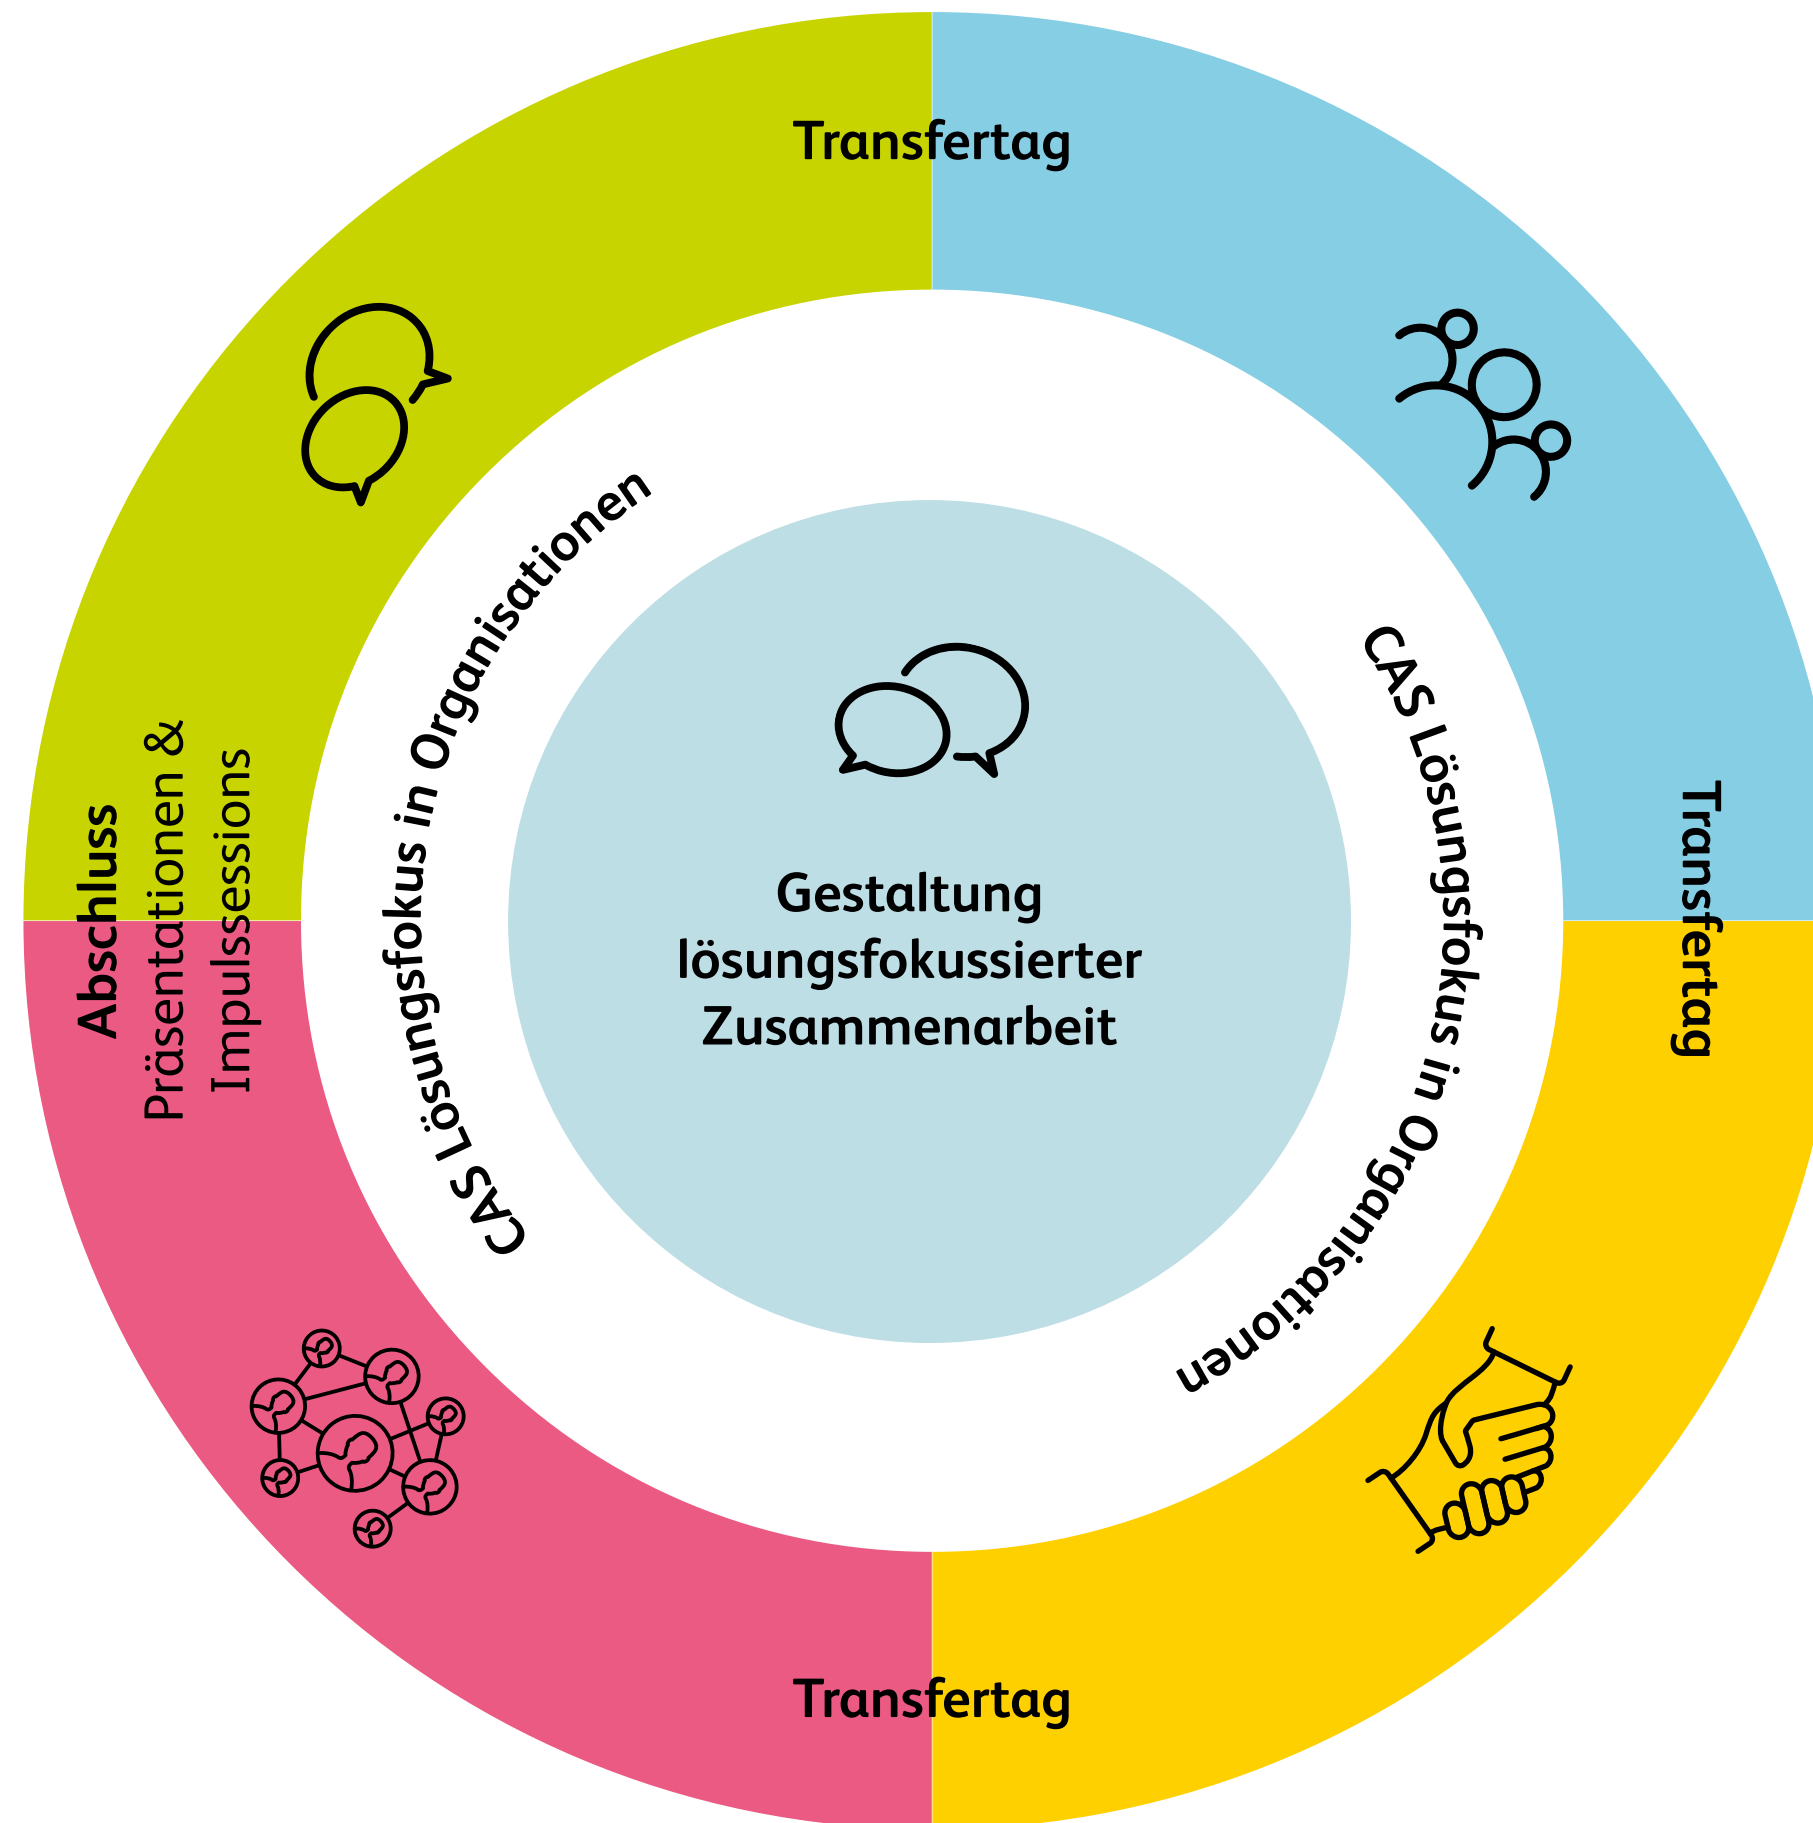 Transfertag
CAS Lösungsfokus in Organisationen
CAS Lösungsfokus in Organisationen
Gestaltung
lösungsfokussierter
Zusammenarbeit
Transfertag
Abschluss
Präsentationen &
Impulssessions
Transfertag